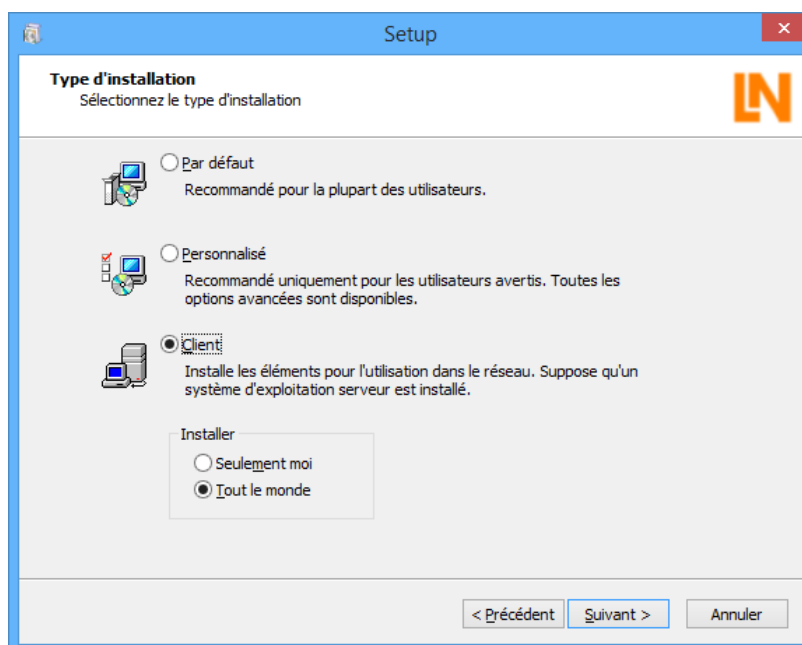 Setup
Type d'installation
Sélectionnez le type d'installation
LN
Par défaut
Recommandé pour la plupart des utilisateurs.
Personnalisé
Recommandé uniquement pour les utilisateurs avertis. Toutes les
options avancées sont disponibles.
Client
Installe les éléments pour l'utilisation dans le réseau. Suppose qu'un
système d'exploitation serveur est installé.
Installer
Seulement moi
Tout le monde
< Précédent
Suivant >
Annuler